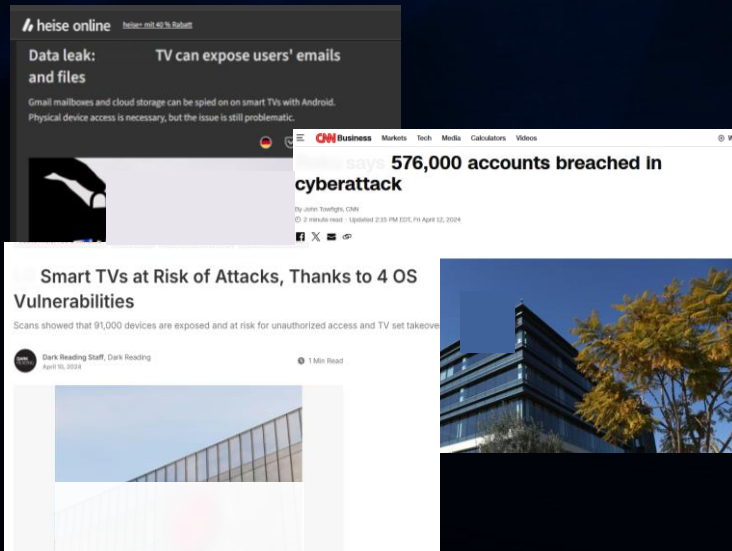 heise online heise+ mit 40 % Rabatt
Data leak: TV can expose users' emails
and files
Gmail mailboxes and cloud storage can be spied on on smart TVs with Android.
Physical device access is necessary, but the issue is still problematic.
CNN Business Markets Tech Media Calculators Videos
says 576,000 accounts breached in
cyberattack
By John Towfighi, CNN
2 minute read · Updated 2:35 PM EDT, Fri April 12, 2024
Smart TVs at Risk of Attacks, Thanks to 4 OS
Vulnerabilities
Scans showed that 91,000 devices are exposed and at risk for unauthorized access and TV set takeove
Dark Reading Staff, Dark Reading
April 10, 2024
1 Min Read